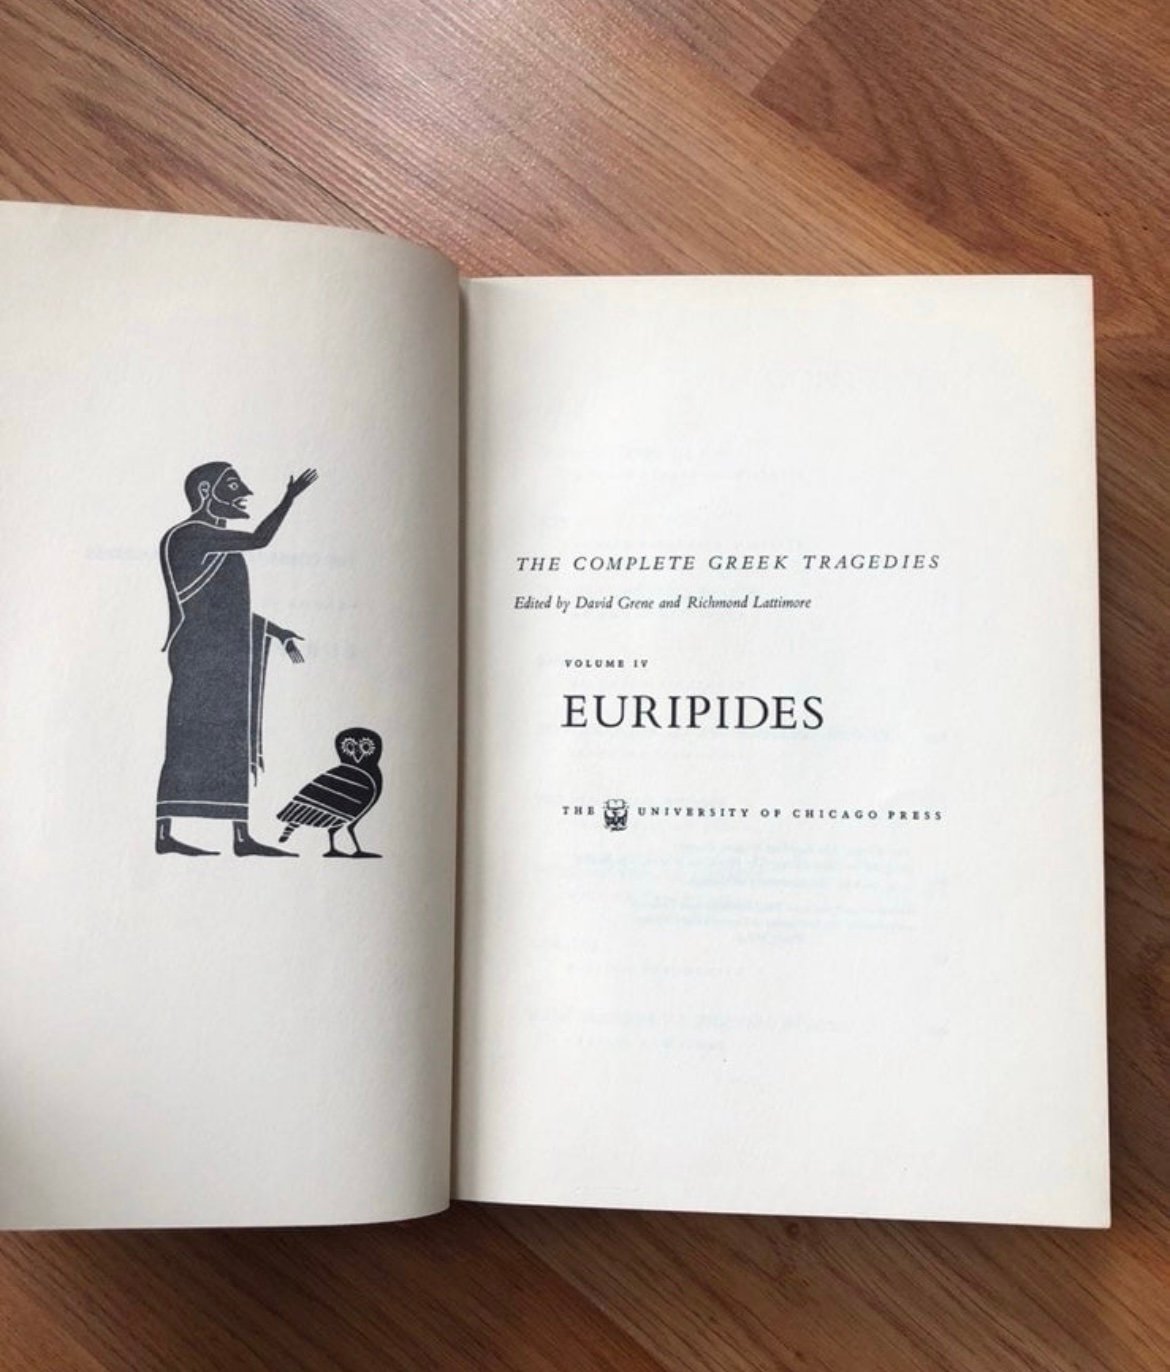 THE COMPLETE GREEK TRAGEDIES
Edited by David Grene and Richmond Lattimore
VOLUME IV
EURIPIDES
THE UNIVERSITY OF CHICAGO PRESS